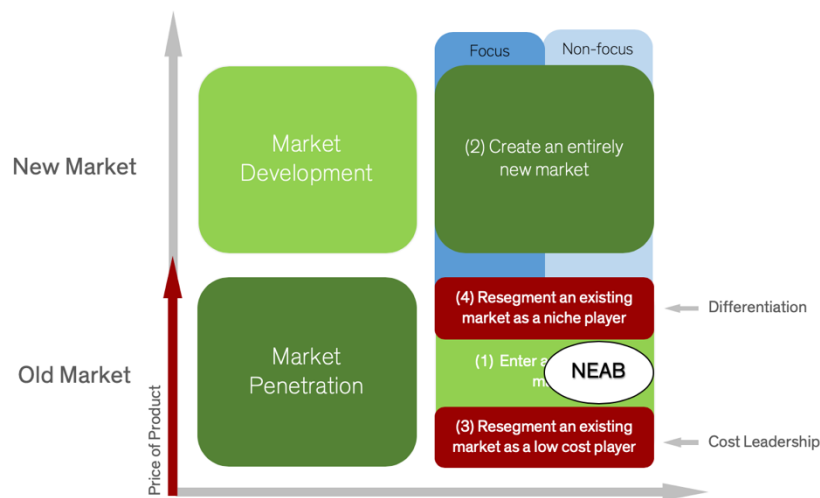 Focus
Non-focus
New Market
Market
Development
(2) Create an entirely
new market
(4) Resegment an existing
market as a niche player
Differentiation
Old Market
Market
Penetration
(1) Enter
NEAB
(3) Resegment an existing
market as a low cost player
Cost Leadership
Price of Product